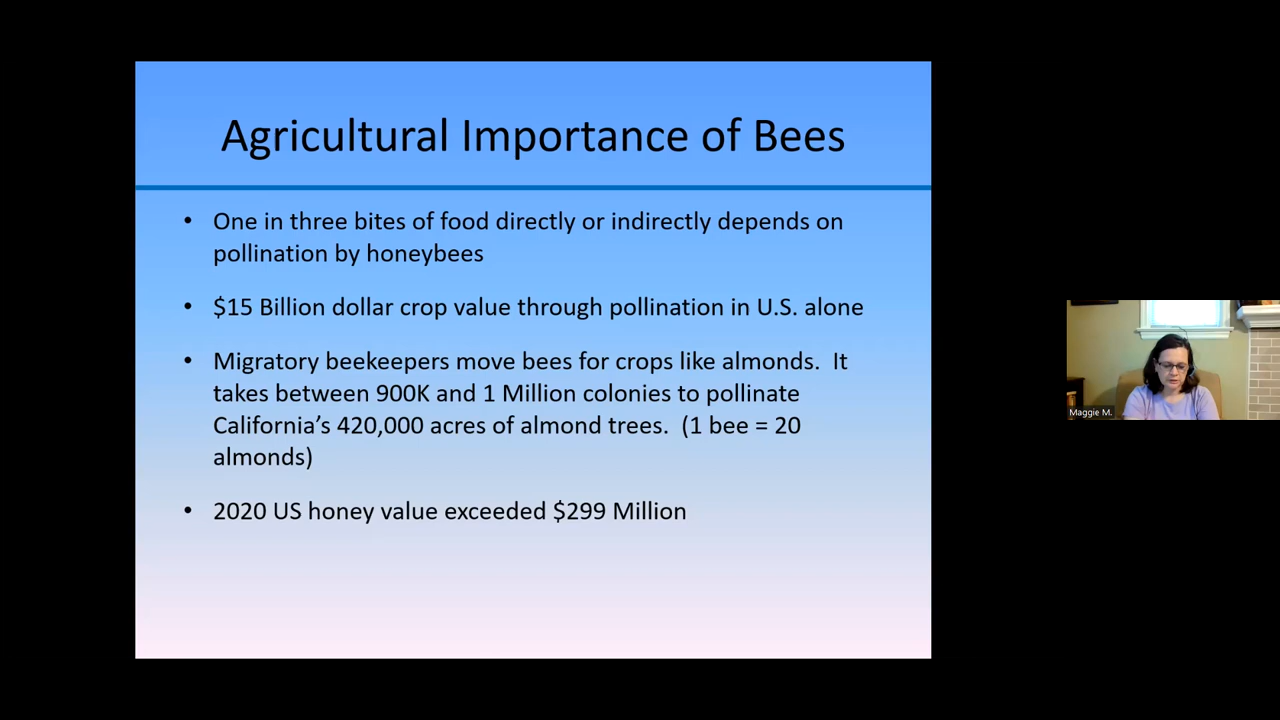 Agricultural Importance of Bees
• One in three bites of food directly or indirectly depends on
pollination by honeybees
• $15 Billion dollar crop value through pollination in U.S. alone
• Migratory beekeepers move bees for crops like almonds.  It
takes between 900K and 1 Million colonies to pollinate
California’s 420,000 acres of almond trees.  (1 bee = 20
almonds)
• 2020 US honey value exceeded $299 Million
Maggie M.